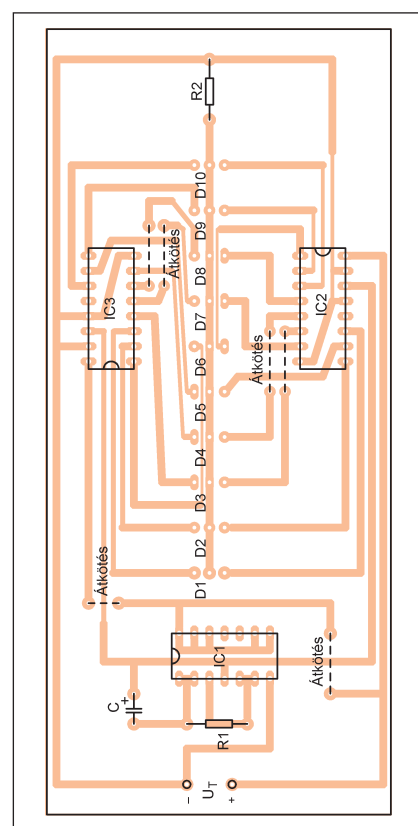 R2
D10
D9
D8
D7
D6
D5
D4
D3
D2
D1
IC3
Átkötés
IC2
Átkötés
Átkötés
IC1
Átkötés
C
+
R1
−
UT
+